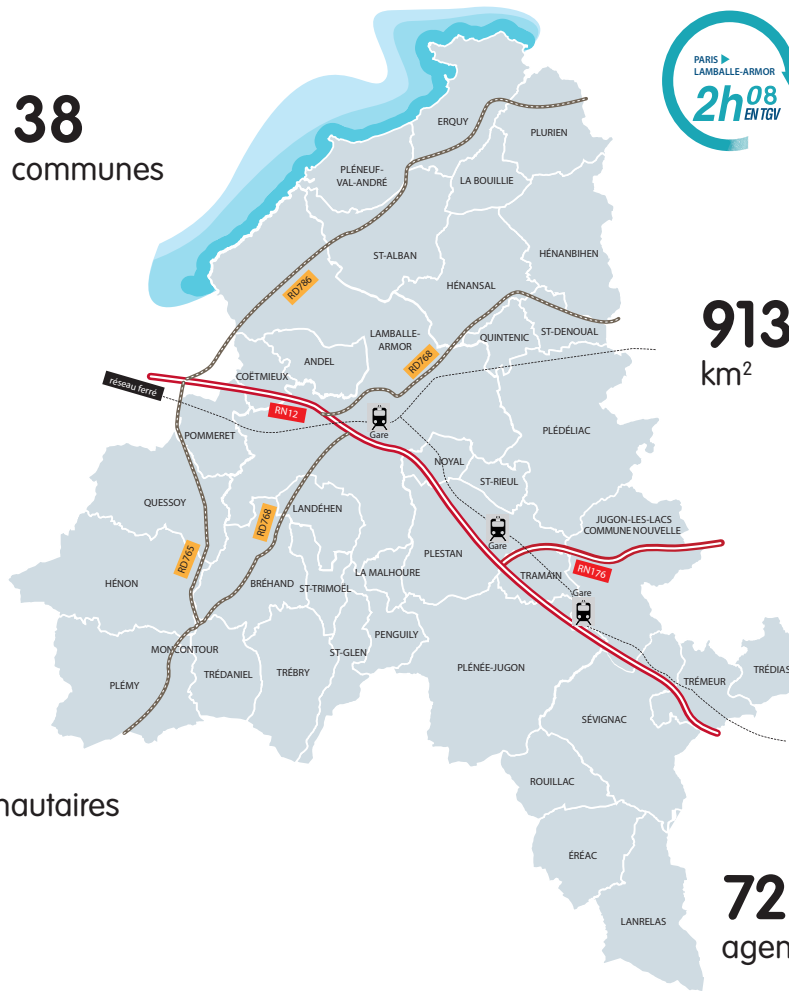 PARIS
LAMBALLE-ARMOR
2h08
EN TGV
38
communes
ERQUY
PLURIEN
PLÉNEUF-
VAL-ANDRÉ
LA BOUILLIE
ST-ALBAN
HÉNANBIHEN
HÉNANSAL
RD786
913
km²
LAMBALLE-
ARMOR
QUINTENIC
ST-DENOUAL
ANDEL
RD768
COËTMIEUX
réseau ferré
RN12
Gare
POMMERET
PLÉDÉLIAC
NOYAL
ST-RIEUL
QUESSOY
LANDÉHEN
RD768
JUGON-LES-LACS
COMMUNE NOUVELLE
Gare
PLESTAN
RD765
HÉNON
BRÉHAND
ST-TRIMOËL
LA MALHOURE
TRAMAIN
RN176
Gare
PENGUILY
MONCONTOUR
ST-GLEN
TRÉDANIEL
TRÉBRY
PLÉNÉE-JUGON
TRÉDIAS
TRÉMEUR
PLÉMY
SÉVIGNAC
ROUILLAC
nautaires
ÉRÉAC
72
agen
LANRELAS